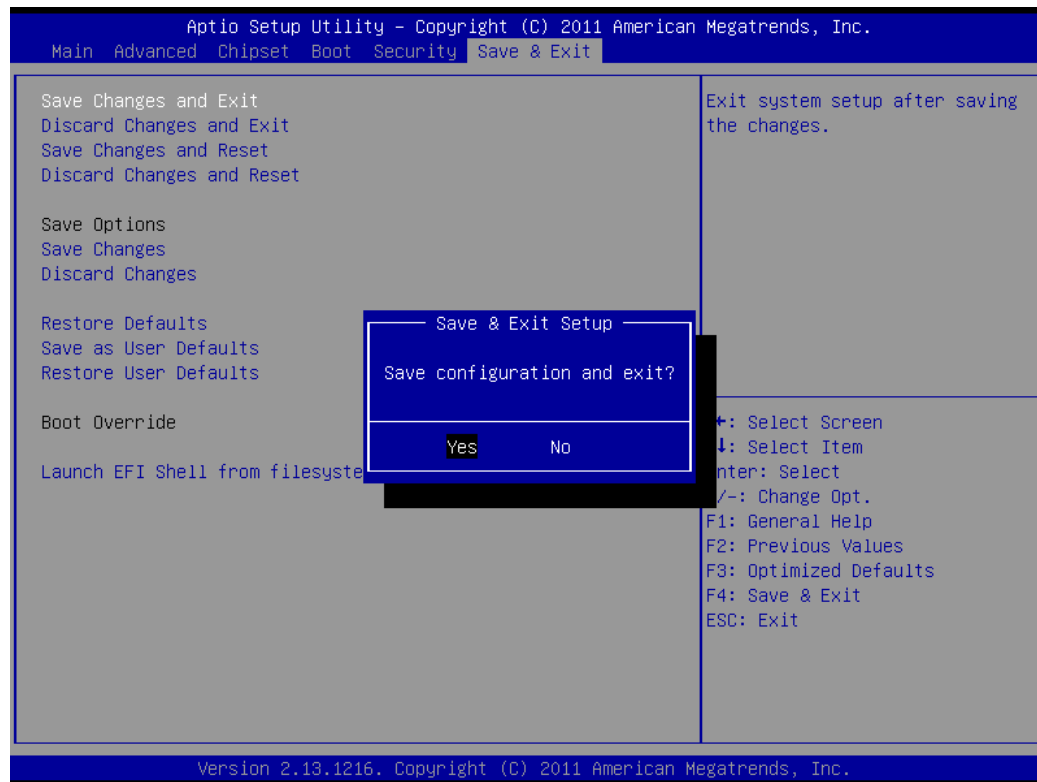 Aptio Setup Utility – Copyright (C) 2011 American Megatrends, Inc.
Main Advanced Chipset Boot Security Save & Exit
Save Changes and Exit
Discard Changes and Exit
Save Changes and Reset
Discard Changes and Reset
Save Options
Save Changes
Discard Changes
Restore Defaults
Save as User Defaults
Restore User Defaults
Boot Override
Launch EFI Shell from filesyste
Save & Exit Setup
Save configuration and exit?
Yes No
Exit system setup after saving
the changes.
←: Select Screen
↓: Select Item
nter: Select
/-: Change Opt.
F1: General Help
F2: Previous Values
F3: Optimized Defaults
F4: Save & Exit
ESC: Exit
Version 2.13.1216. Copyright (C) 2011 American Megatrends, Inc.